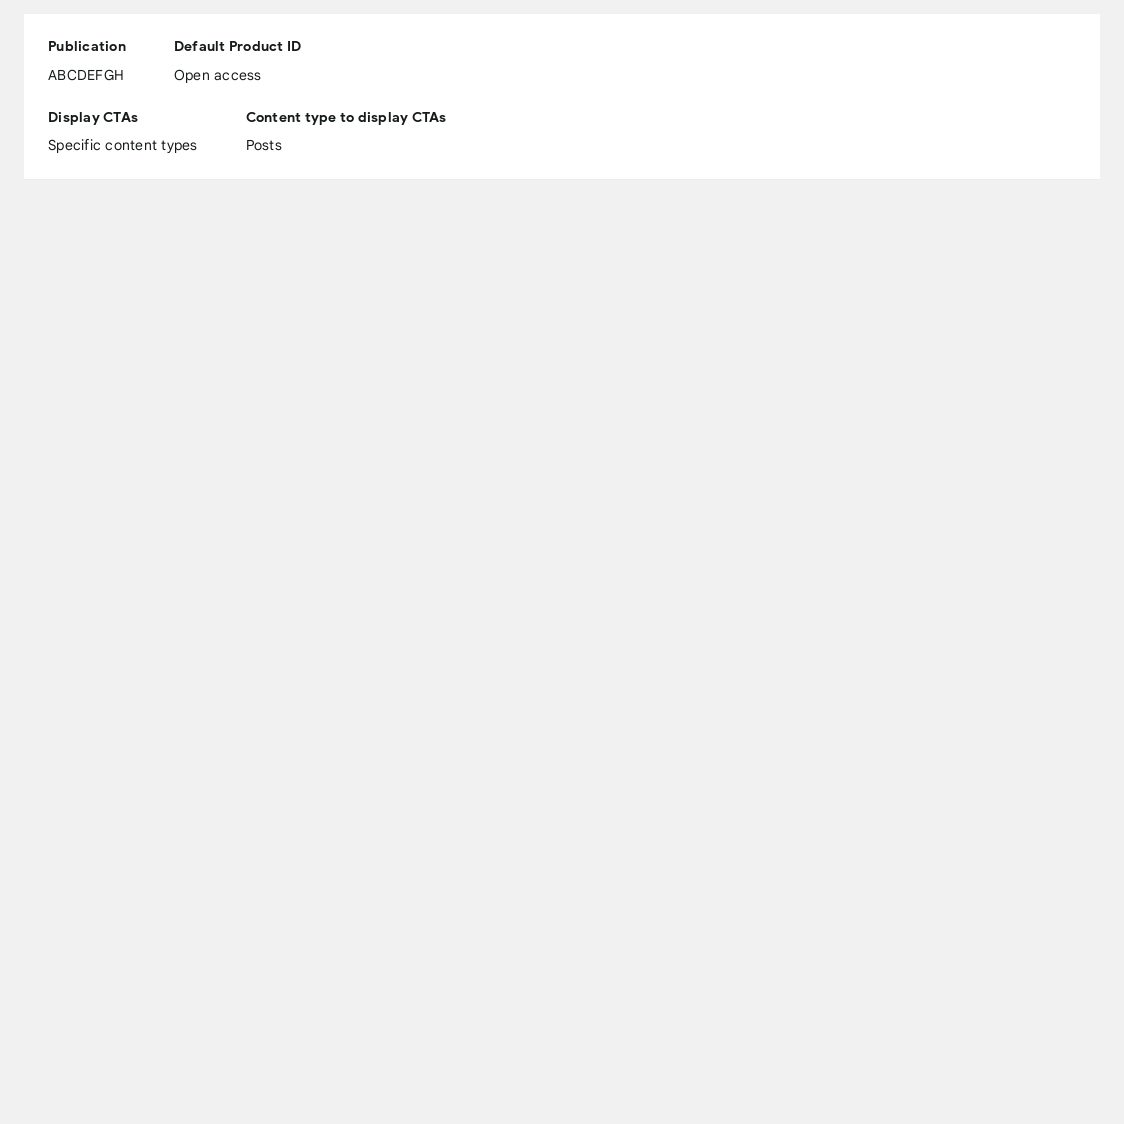 Publication
Default Product ID
ABCDEFGH
Open access
Display CTAs
Content type to display CTAs
Specific content types
Posts